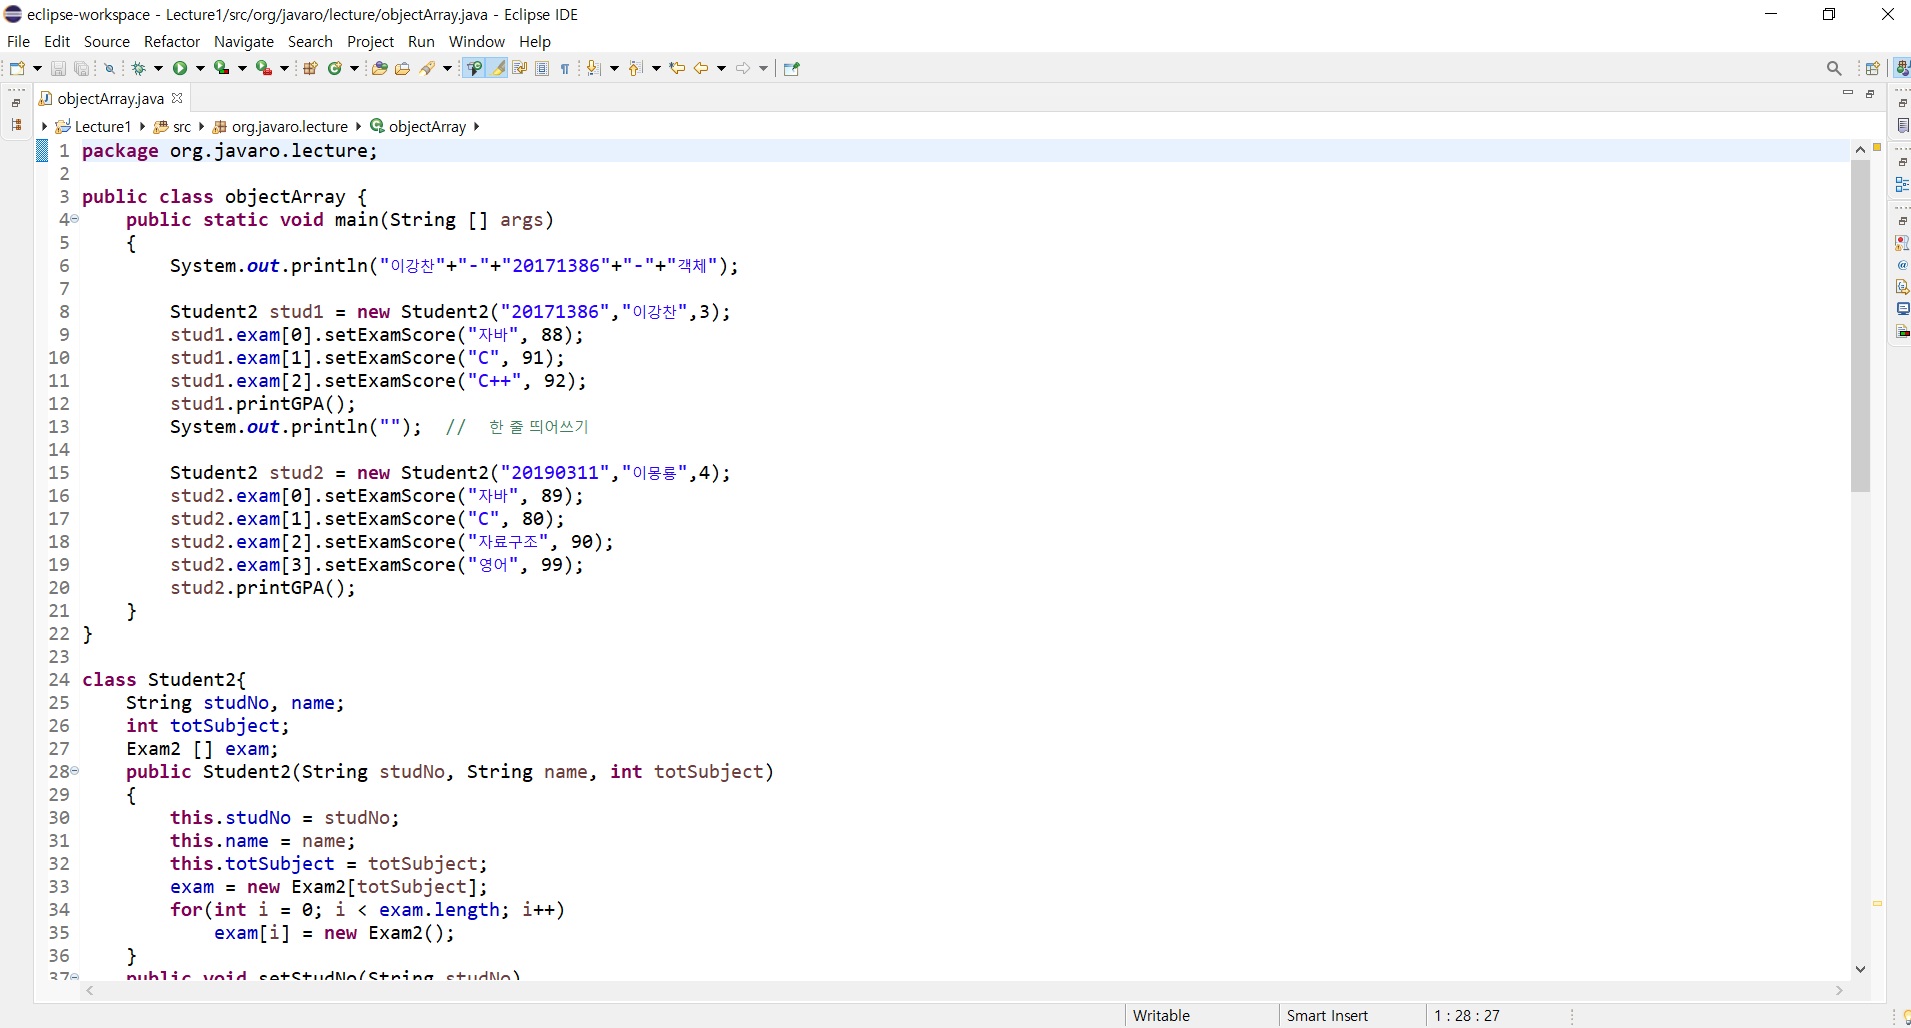 eclipse-workspace - Lecture1/src/org/javaro/lecture/objectArray.java - Eclipse IDE
File Edit Source Refactor Navigate Search Project Run Window Help
objectArray.java
Lecture1 src org.javaro.lecture objectArray
1 package org.javaro.lecture;
2
3 public class objectArray {
4 public static void main(String [] args)
5 {
6 System.out.println("이강찬"+"-"+"20171386"+"-"+"객체");
7
8 Student2 stud1 = new Student2("20171386","이강찬",3);
9 stud1.exam[0].setExamScore("자바", 88);
10 stud1.exam[1].setExamScore("C", 91);
11 stud1.exam[2].setExamScore("C++", 92);
12 stud1.printGPA();
13 System.out.println(""); // 한 줄 띄어쓰기
14
15 Student2 stud2 = new Student2("20190311","이몽룡",4);
16 stud2.exam[0].setExamScore("자바", 89);
17 stud2.exam[1].setExamScore("C", 80);
18 stud2.exam[2].setExamScore("자료구조", 90);
19 stud2.exam[3].setExamScore("영어", 99);
20 stud2.printGPA();
21 }
22 }
23
24 class Student2{
25 String studNo, name;
26 int totSubject;
27 Exam2 [] exam;
28 public Student2(String studNo, String name, int totSubject)
29 {
30 this.studNo = studNo;
31 this.name = name;
32 this.totSubject = totSubject;
33 exam = new Exam2[totSubject];
34 for(int i = 0; i < exam.length; i++)
35 exam[i] = new Exam2();
36 }
37 public void setStudNo(String studNo)
Writable Smart Insert 1 : 28 : 27